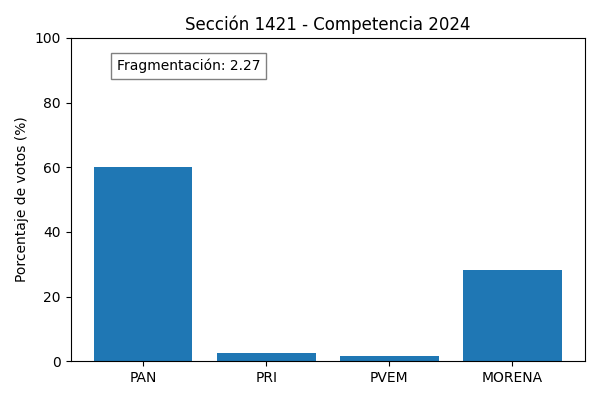 Sección 1421 - Competencia 2024
Fragmentación: 2.27
Porcentaje de votos (%)
100
80
60
40
20
0
PAN PRI PVEM MORENA